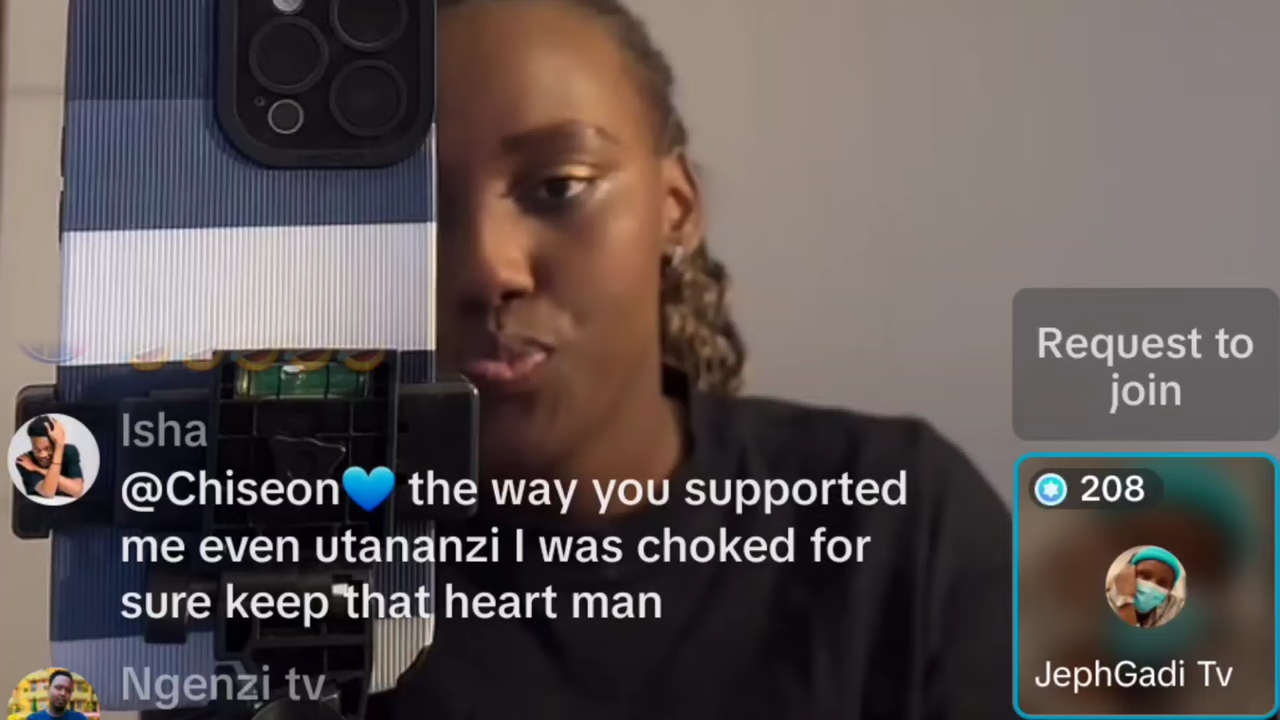 Request to
join
Isha
@Chiseon💙 the way you supported
me even utananzi I was choked for
sure keep that heart man
208
JephGadi Tv
Ngenzi tv